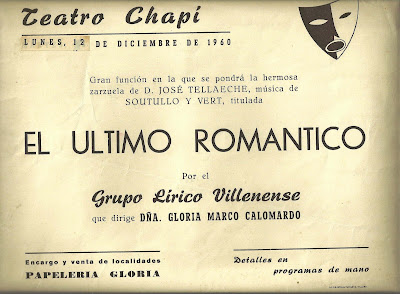 Teatro Chapí
LUNES, 12 DE DICIEMBRE DE 1960
Gran función en la que se pondrá la hermosa
zarzuela de D. JOSÉ TELLAECHE, música de
SOUTULLO Y VERT, titulada
EL ULTIMO ROMANTICO
Por el
Grupo Lírico Villenense
que dirige DÑA. GLORIA MARCO CALOMARDO
Encargo y venta de localidades
PAPELERIA GLORIA
Detalles en
programas de mano